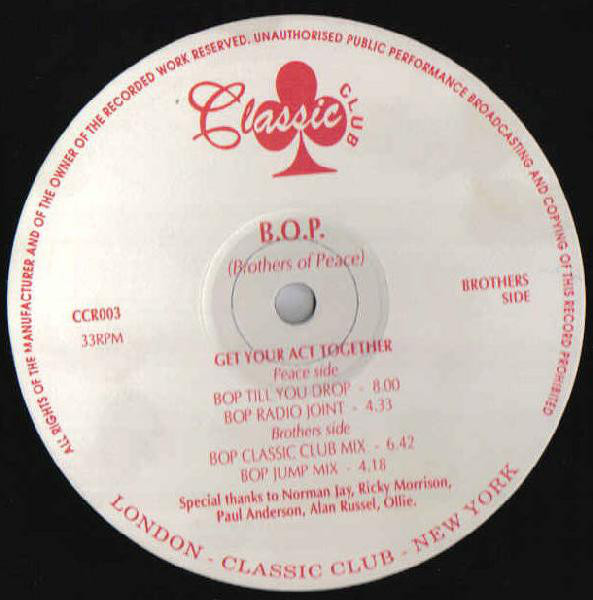 ALL RIGHTS OF THE MANUFACTURER AND OF THE OWNER OF THE RECORDED WORK RESERVED. UNAUTHORISED PUBLIC PERFORMANCE BROADCASTING AND COPYING OF THIS RECORD PROHIBITED
Classic CLUB
B.O.P.
(Brothers of Peace)
CCR003
33RPM
BROTHERS
SIDE
GET YOUR ACT TOGETHER
Peace side
BOP TILL YOU DROP - 8.00
BOP RADIO JOINT - 4.33
Brothers side
BOP CLASSIC CLUB MIX - 6.42
BOP JUMP MIX - 4.18
Special thanks to Norman Jay, Ricky Morrison,
Paul Anderson, Alan Russel, Ollie.
LONDON - CLASSIC CLUB - NEW YORK